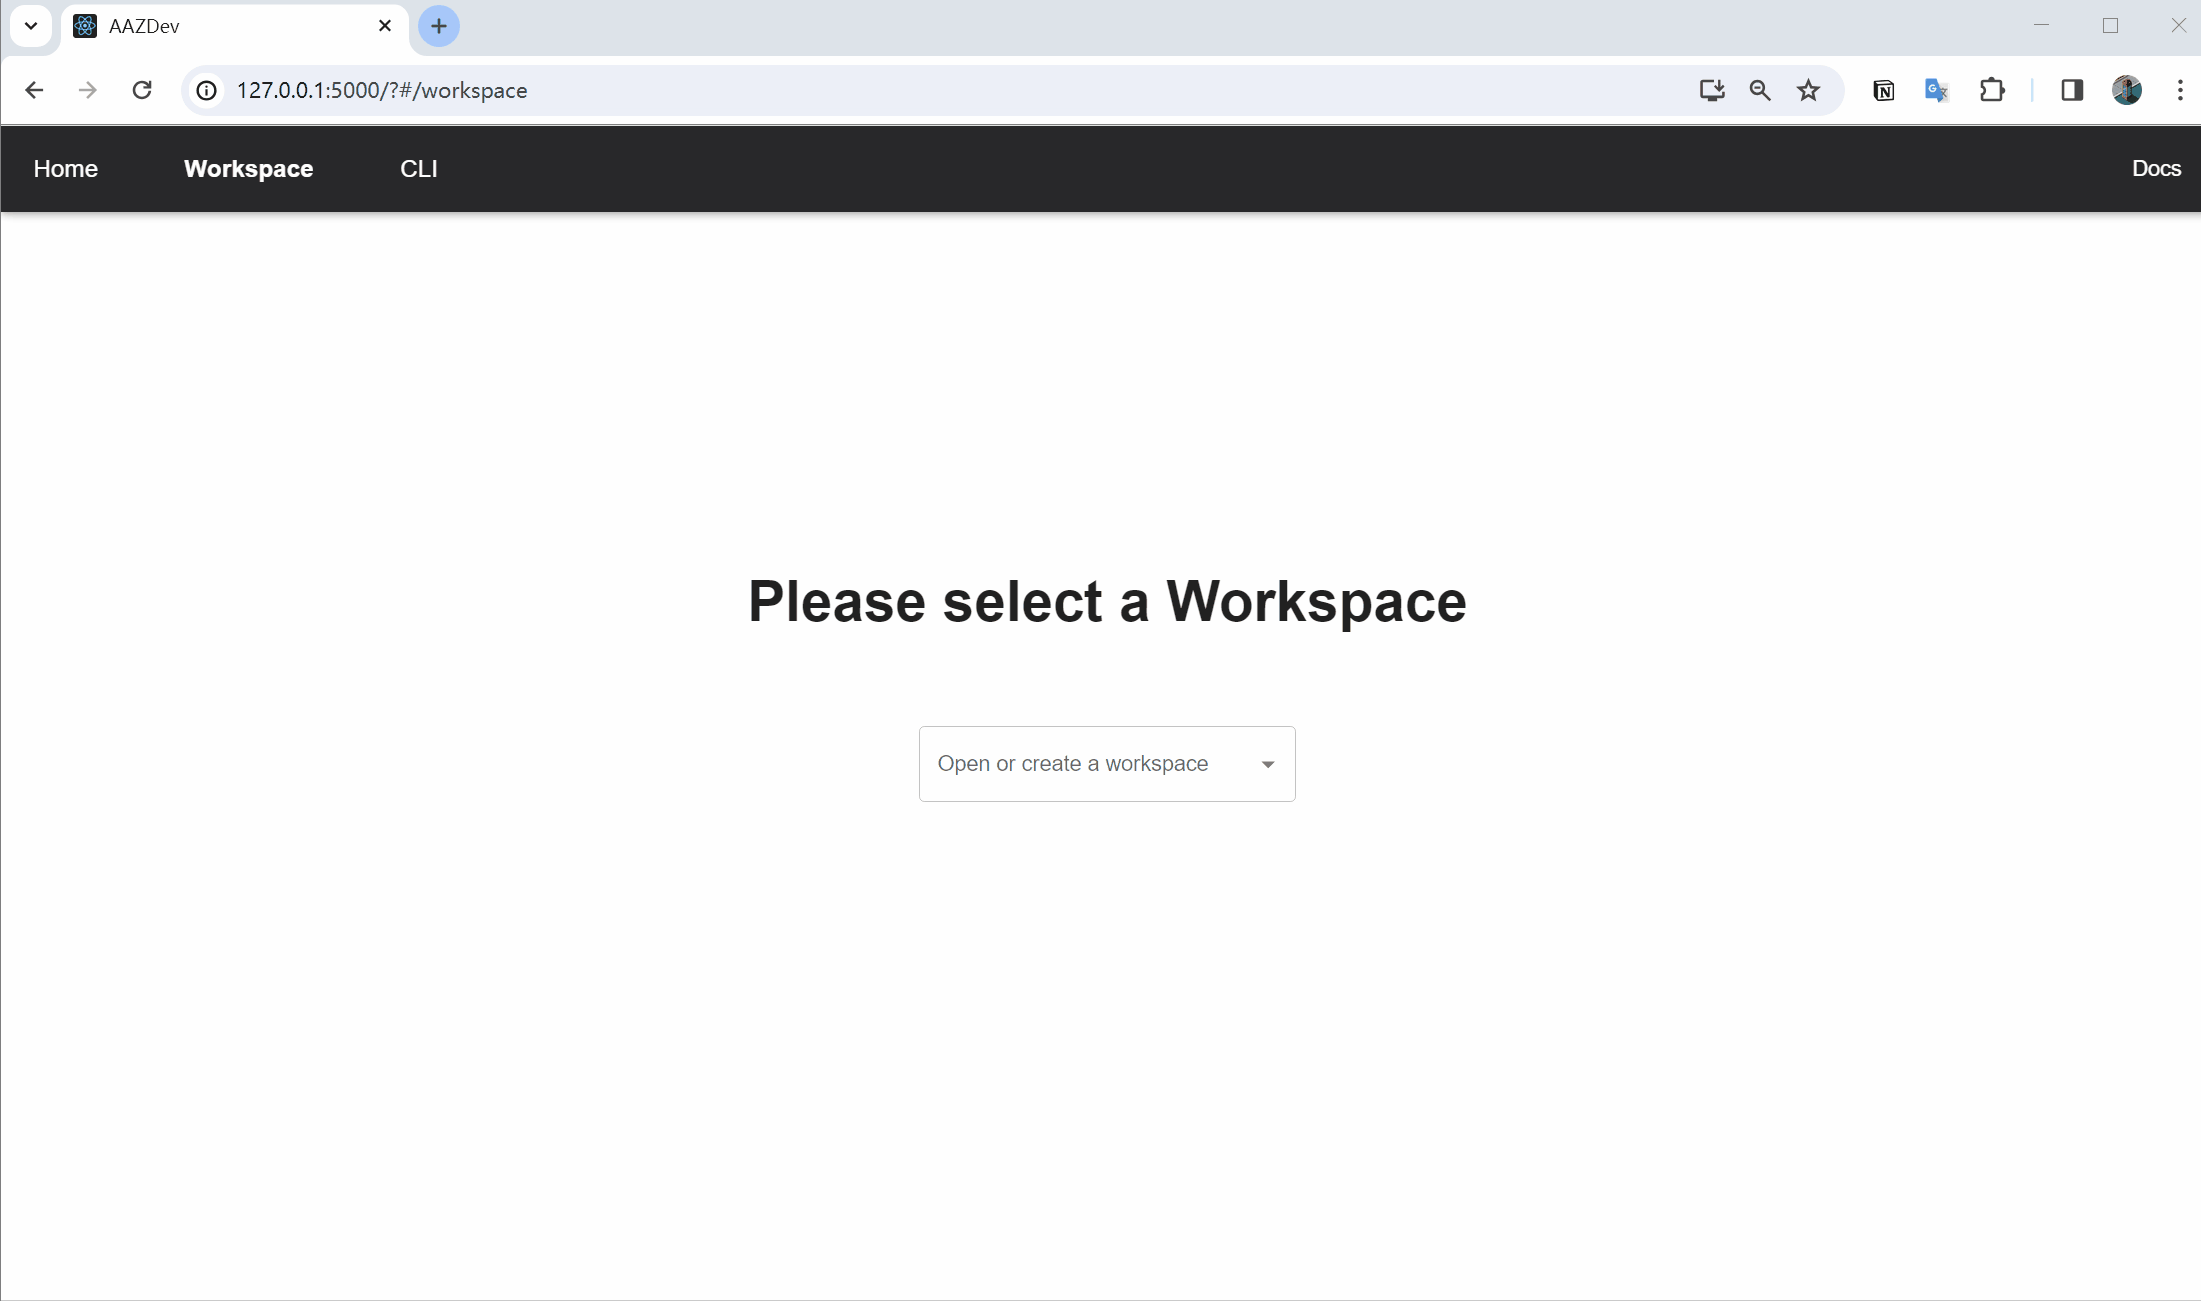 AAZDev
127.0.0.1:5000/?#/workspace
Home Workspace CLI Docs
Please select a Workspace
Open or create a workspace